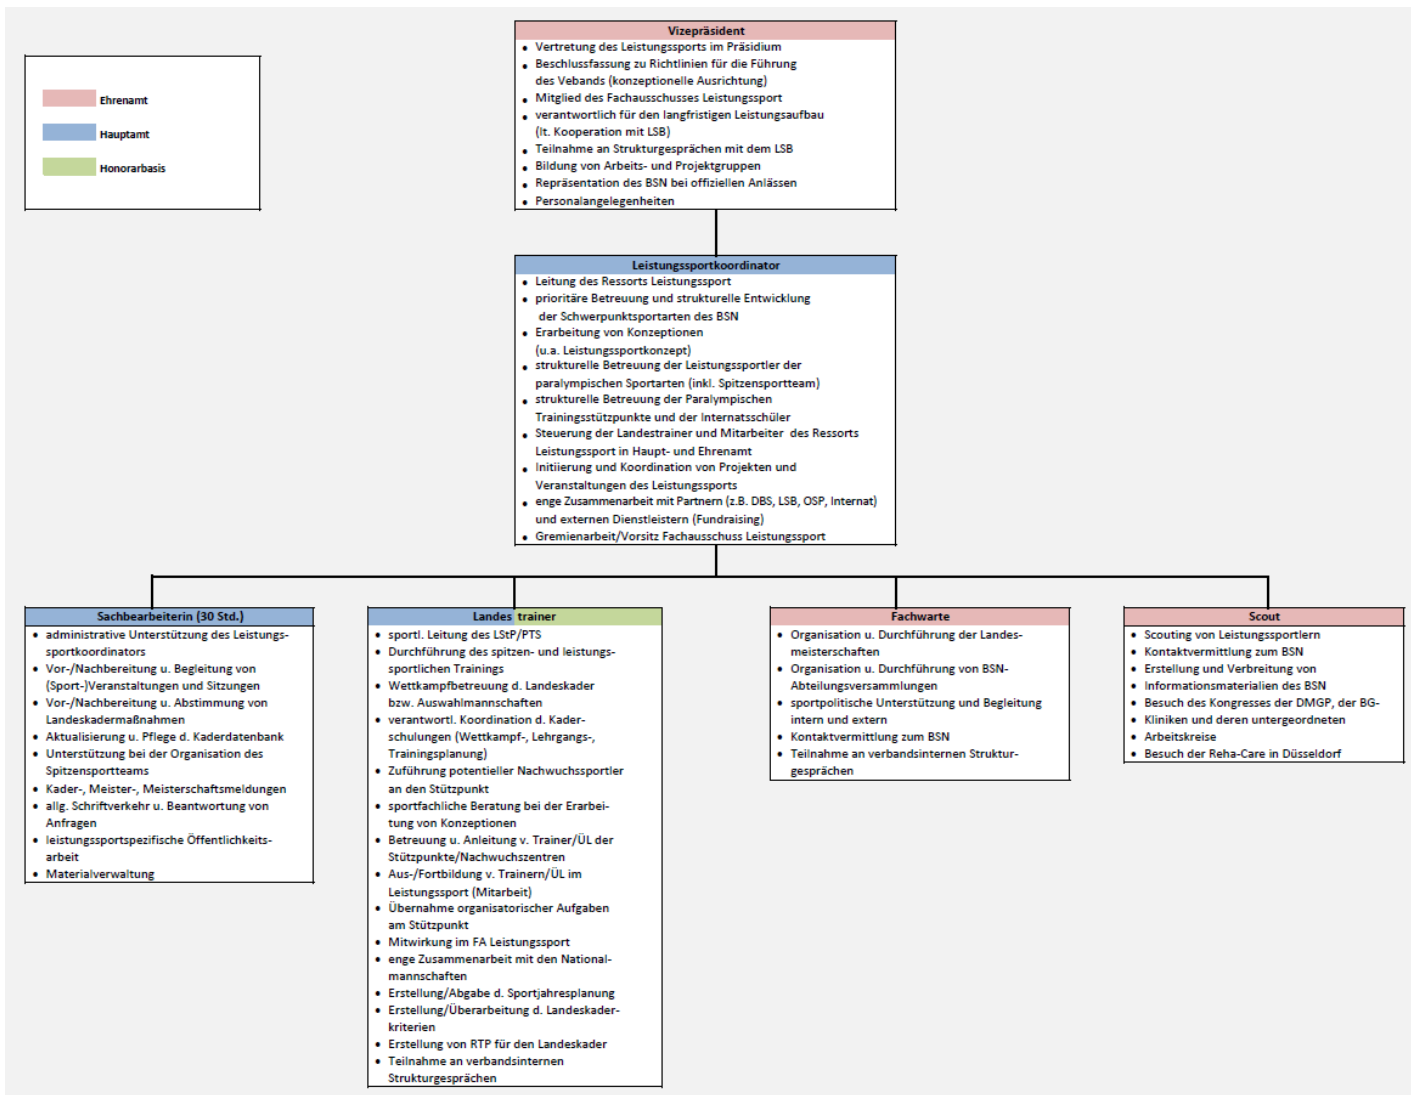 Ehrenamt
Hauptamt
Honorarbasis
Vizepräsident
• Vertretung des Leistungssports im Präsidium
• Beschlussfassung zu Richtlinien für die Führung
des Vebands (konzeptionelle Ausrichtung)
• Mitglied des Fachausschusses Leistungssport
• verantwortlich für den langfristigen Leistungsaufbau
(lt. Kooperation mit LSB)
• Teilnahme an Strukturgesprächen mit dem LSB
• Bildung von Arbeits- und Projektgruppen
• Repräsentation des BSN bei offiziellen Anlässen
• Personalangelegenheiten
Leistungssportkoordinator
• Leitung des Ressorts Leistungssport
• prioritäre Betreuung und strukturelle Entwicklung
der Schwerpunktsportarten des BSN
• Erarbeitung von Konzeptionen
(u.a. Leistungssportkonzept)
• strukturelle Betreuung der Leistungssportler der
paralympischen Sportarten (inkl. Spitzensportteam)
• strukturelle Betreuung der Paralympischen
Trainingsstützpunkte und der Internatsschüler
• Steuerung der Landestrainer und Mitarbeiter des Ressorts
Leistungssport in Haupt- und Ehrenamt
• Initiierung und Koordination von Projekten und
Veranstaltungen des Leistungssports
• enge Zusammenarbeit mit Partnern (z.B. DBS, LSB, OSP, Internat)
und externen Dienstleistern (Fundraising)
• Gremienarbeit/Vorsitz Fachausschuss Leistungssport
Sachbearbeiterin (30 Std.)
• administrative Unterstützung des Leistungs-
sportkoordinators
• Vor-/Nachbereitung u. Begleitung von
(Sport-)Veranstaltungen und Sitzungen
• Vor-/Nachbereitung u. Abstimmung von
Landeskadermaßnahmen
• Aktualisierung u. Pflege d. Kaderdatenbank
• Unterstützung bei der Organisation des
Spitzensportteams
• Kader-, Meister-, Meisterschaftsmeldungen
• allg. Schriftverkehr u. Beantwortung von
Anfragen
• leistungssportspezifische Öffentlichkeits-
arbeit
• Materialverwaltung
Landestrainer
• sportl. Leitung des LStP/PTS
• Durchführung des spitzen- und leistungs-
sportlichen Trainings
• Wettkampfbetreuung d. Landeskader
bzw. Auswahlmannschaften
• verantwortl. Koordination d. Kader-
schulungen (Wettkampf-, Lehrgangs-,
Trainingsplanung)
• Zuführung potentieller Nachwuchssportler
an den Stützpunkt
• sportfachliche Beratung bei der Erarbei-
tung von Konzeptionen
• Betreuung u. Anleitung v. Trainer/ÜL der
Stützpunkte/Nachwuchszentren
• Aus-/Fortbildung v. Trainern/ÜL im
Leistungssport (Mitarbeit)
• Übernahme organisatorischer Aufgaben
am Stützpunkt
• Mitwirkung im FA Leistungssport
• enge Zusammenarbeit mit den National-
mannschaften
• Erstellung/Abgabe d. Sportjahresplanung
• Erstellung/Überarbeitung d. Landeskader-
kriterien
• Erstellung von RTP für den Landeskader
• Teilnahme an verbandsinternen
Strukturgesprächen
Fachwarte
• Organisation u. Durchführung der Landes-
meisterschaften
• Organisation u. Durchführung von BSN-
Abteilungsversammlungen
• sportpolitische Unterstützung und Begleitung
intern und extern
• Kontaktvermittlung zum BSN
• Teilnahme an verbandsinternen Struktur-
gesprächen
Scout
• Scouting von Leistungssportlern
• Kontaktvermittlung zum BSN
• Erstellung und Verbreitung von
• Informationsmaterialien des BSN
• Besuch des Kongresses der DMGP, der BG-
• Kliniken und deren untergeordneten
• Arbeitskreise
• Besuch der Reha-Care in Düsseldorf